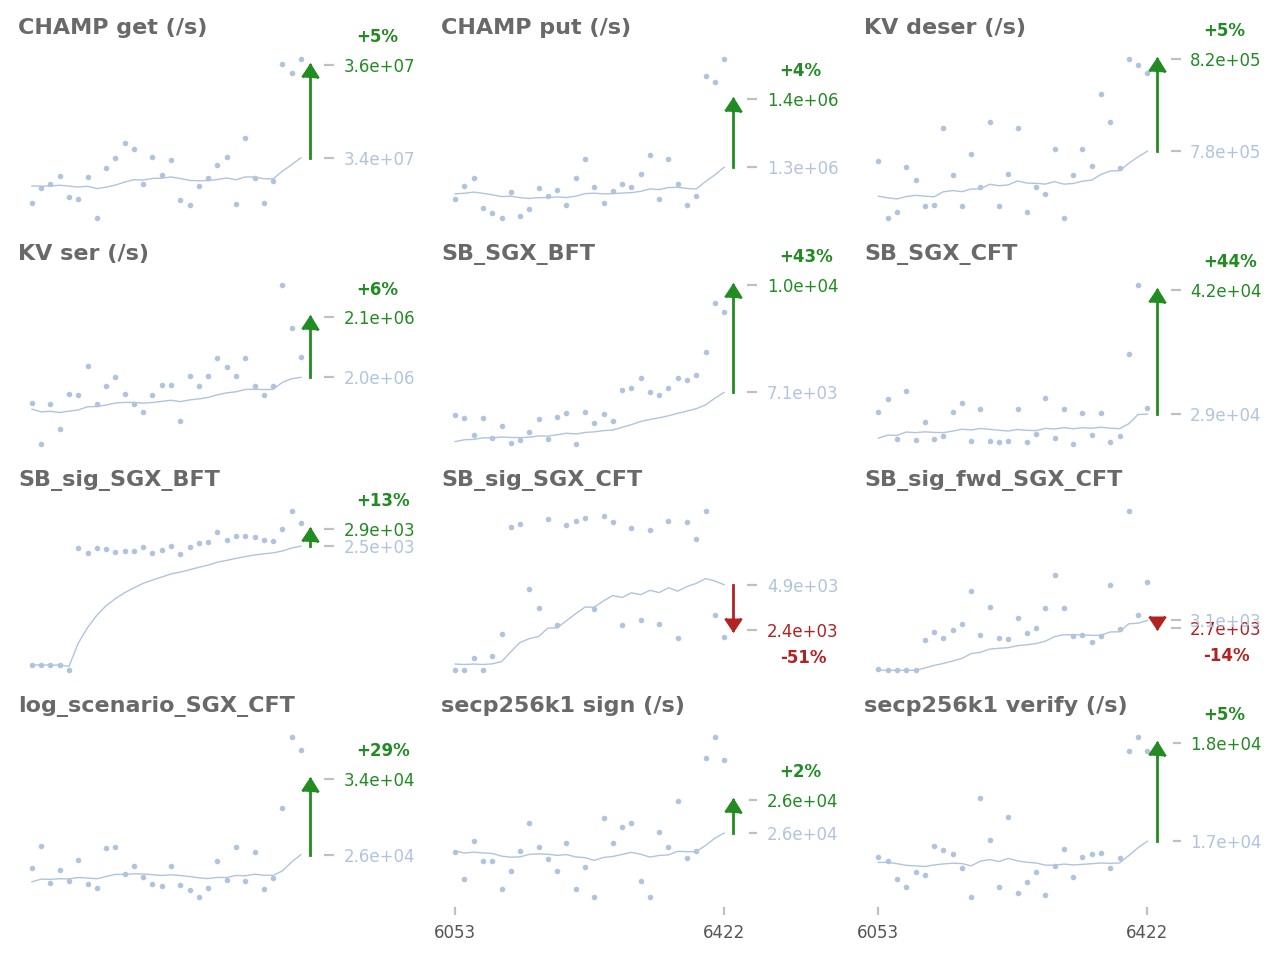 CHAMP get (/s)
+5%
3.6e+07
3.4e+07
CHAMP put (/s)
+4%
1.4e+06
1.3e+06
KV deser (/s)
+5%
8.2e+05
7.8e+05
KV ser (/s)
+6%
2.1e+06
2.0e+06
SB_SGX_BFT
+43%
1.0e+04
7.1e+03
SB_SGX_CFT
+44%
4.2e+04
2.9e+04
SB_sig_SGX_BFT
+13%
2.9e+03
2.5e+03
SB_sig_SGX_CFT
4.9e+03
2.4e+03
-51%
SB_sig_fwd_SGX_CFT
3.1e+03
2.7e+03
-14%
log_scenario_SGX_CFT
+29%
3.4e+04
2.6e+04
secp256k1 sign (/s)
+2%
2.6e+04
2.6e+04
6053
6422
secp256k1 verify (/s)
+5%
1.8e+04
1.7e+04
6053
6422